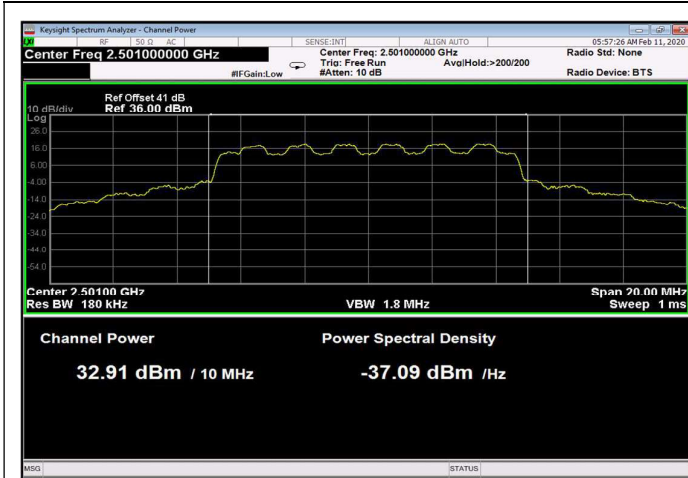 Keysight Spectrum Analyzer - Channel Power
RF 50 Ω AC SENSE:INT ALIGN AUTO 05:57:26 AM Feb 11, 2020
Center Freq 2.501000000 GHz
Center Freq: 2.501000000 GHz
Radio Std: None
Trig: Free Run
Avg|Hold:>200/200
#IFGain:Low
#Atten: 10 dB
Radio Device: BTS
Ref Offset 41 dB
10 dB/div
Ref 36.00 dBm
Log
26.0
16.0
6.00
-4.00
-14.0
-24.0
-34.0
-44.0
-54.0
Center 2.50100 GHz
Span 20.00 MHz
Res BW 180 kHz
VBW 1.8 MHz
Sweep 1 ms
Channel Power
Power Spectral Density
32.91 dBm / 10 MHz
-37.09 dBm /Hz
MSG
STATUS